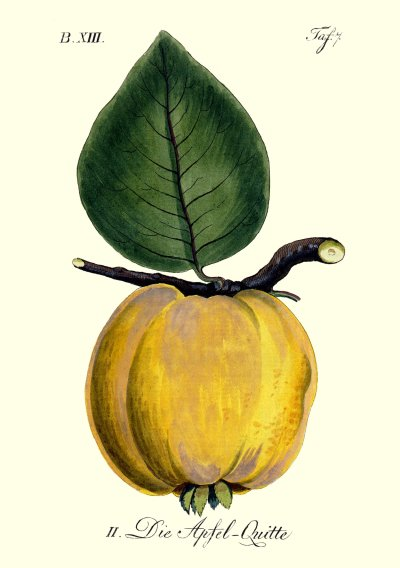 B. XIII.
Taf. 7.
II. Die Apfel-Quitte